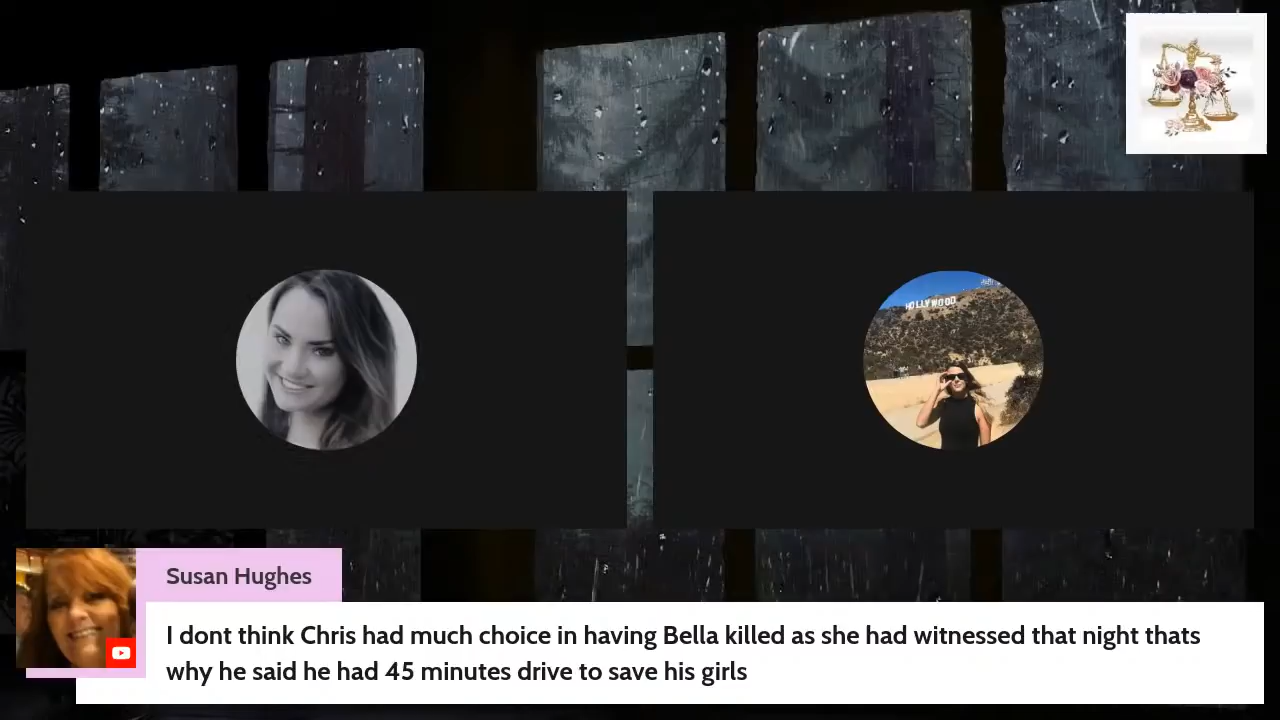 HOLLYWOOD
Susan Hughes
I dont think Chris had much choice in having Bella killed as she had witnessed that night thats
why he said he had 45 minutes drive to save his girls